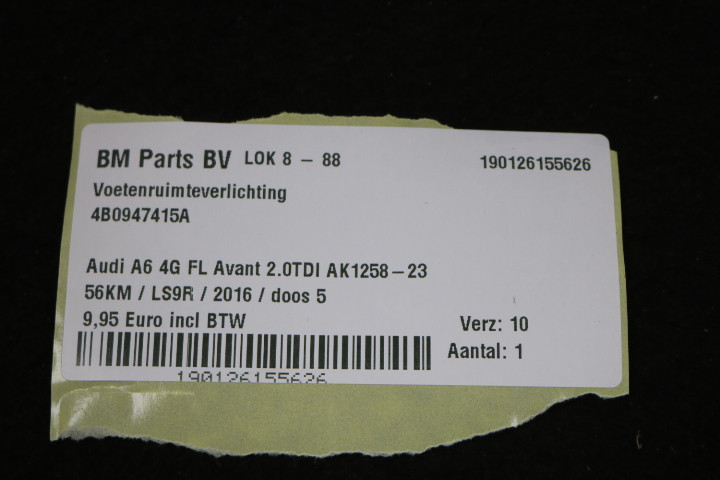 BM Parts BV LOK 8 - 88 190126155626
Voetenruimteverlichting
4B0947415A
Audi A6 4G FL Avant 2.0TDI AK1258-23
56KM / LS9R / 2016 / doos 5
9,95 Euro incl BTW Verz: 10
Aantal: 1
190126155626